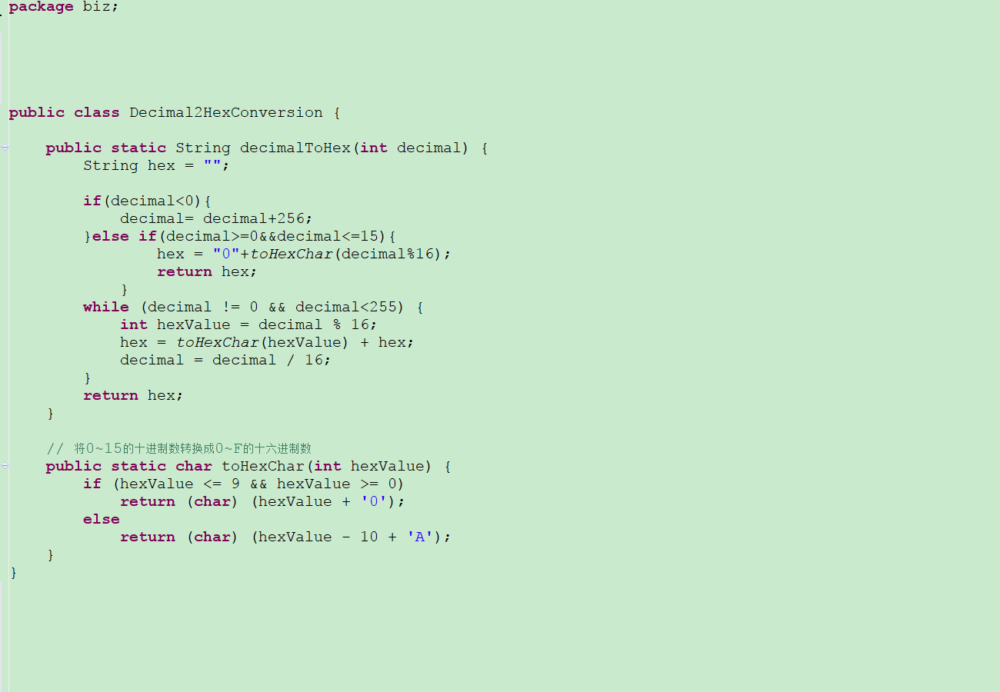 package biz;
public class Decimal2HexConversion {
    public static String decimalToHex(int decimal) {
        String hex = "";
        if(decimal<0){
            decimal= decimal+256;
        }else if(decimal>=0&&decimal<=15){
                hex = "0"+toHexChar(decimal%16);
                return hex;
            }
        while (decimal != 0 && decimal<255) {
            int hexValue = decimal % 16;
            hex = toHexChar(hexValue) + hex;
            decimal = decimal / 16;
        }
        return hex;
    }
    // 将0~15的十进制数转换成0~F的十六进制数
    public static char toHexChar(int hexValue) {
        if (hexValue <= 9 && hexValue >= 0)
            return (char) (hexValue + '0');
        else
            return (char) (hexValue - 10 + 'A');
    }
}